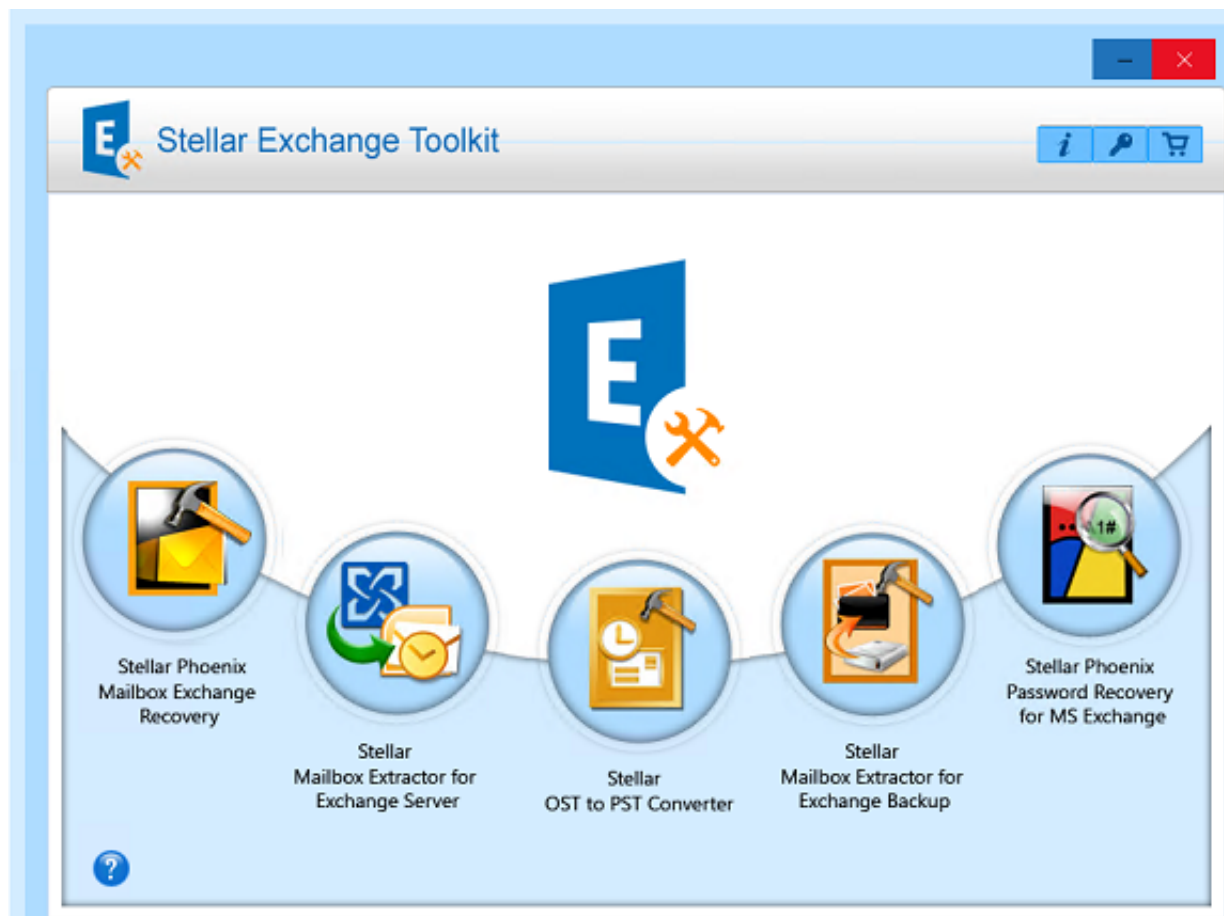 Stellar Exchange Toolkit
i
E
E
1#
Stellar Phoenix
Mailbox Exchange
Recovery
Stellar
Mailbox Extractor for
Exchange Server
Stellar
OST to PST Converter
Stellar
Mailbox Extractor for
Exchange Backup
Stellar Phoenix
Password Recovery
for MS Exchange
?